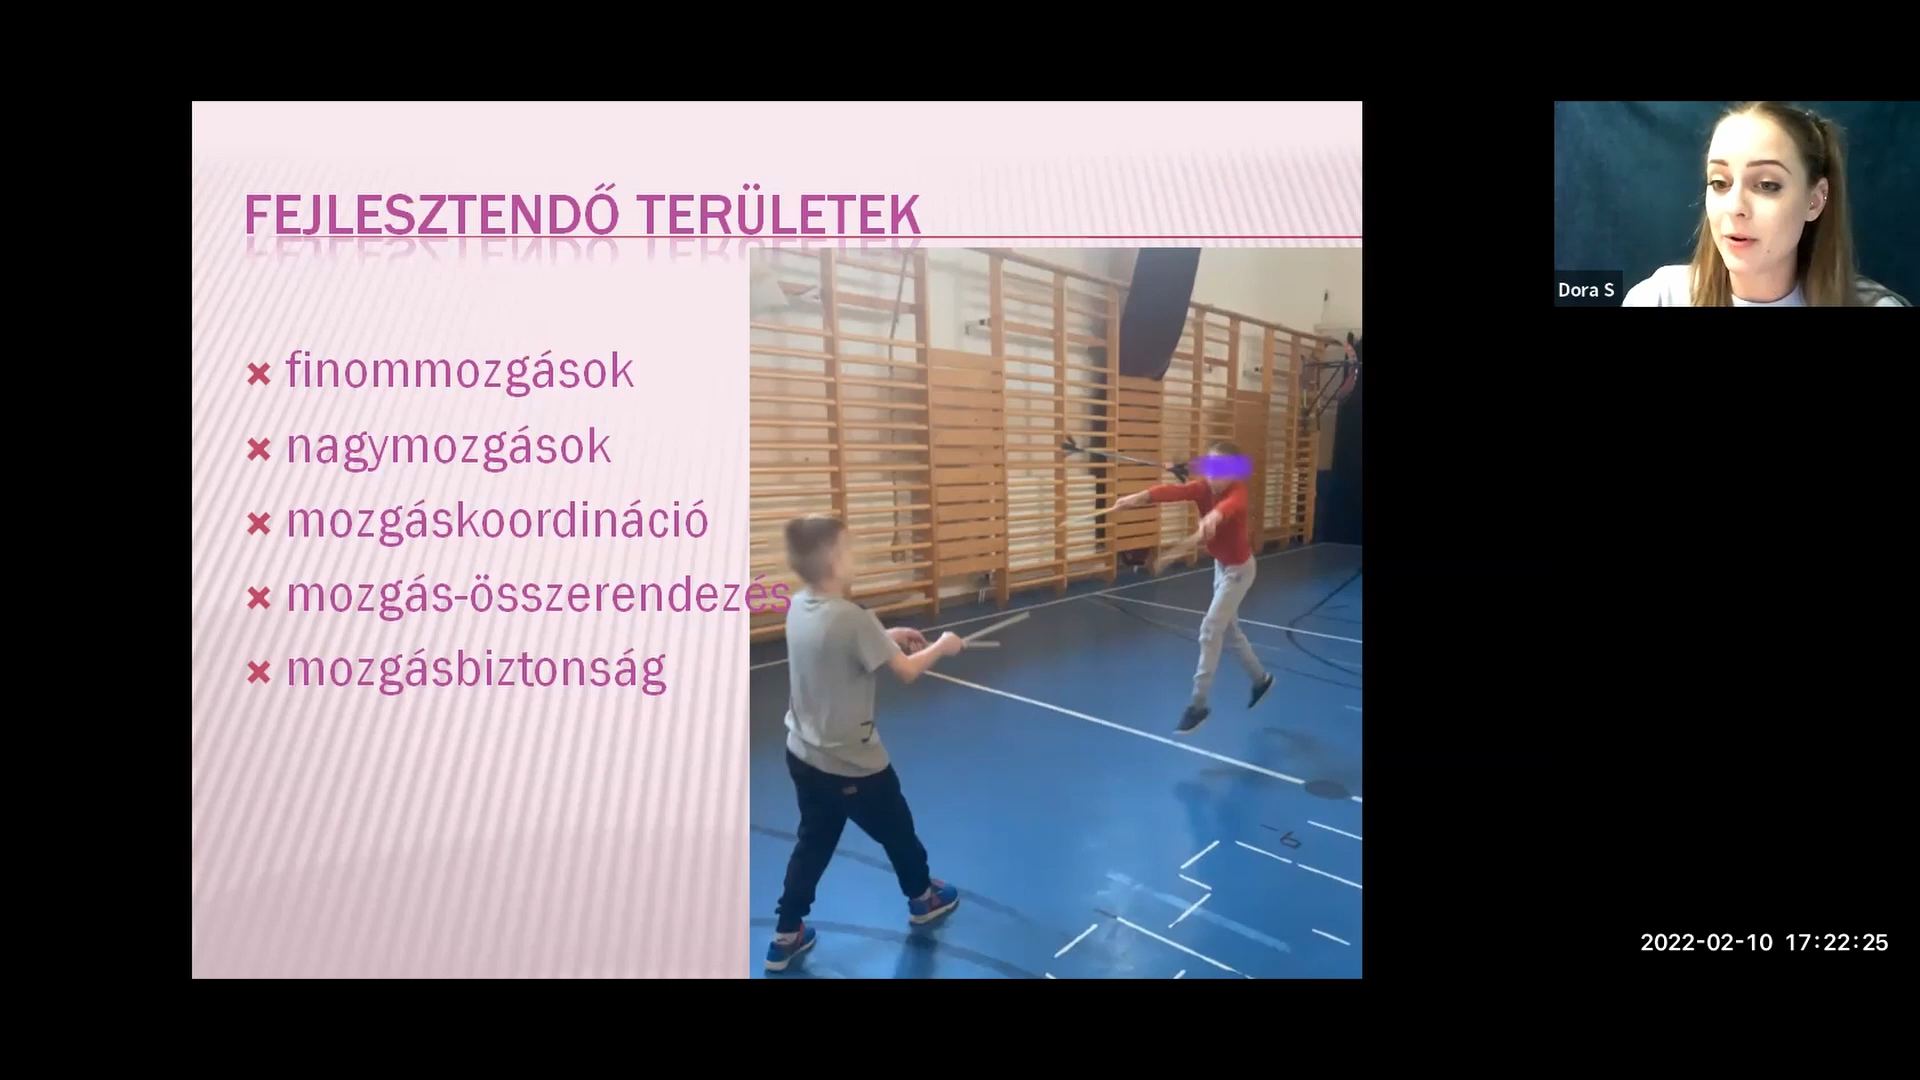 FEJLESZTENDŐ TERÜLETEK
finommozgások
nagymozgások
mozgáskoordináció
mozgás-összerendezés
mozgásbiztonság
Dora S
2022-02-10 17:22:25